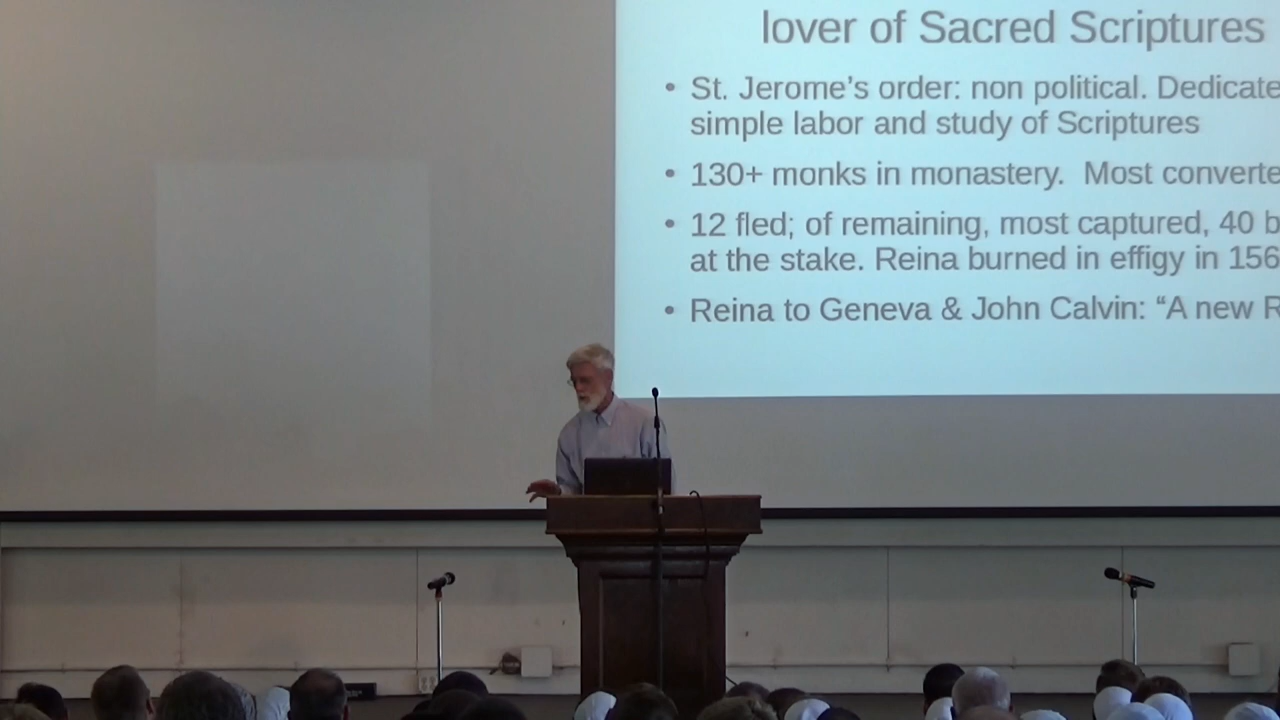 lover of Sacred Scriptures
• St. Jerome's order: non political. Dedicate
simple labor and study of Scriptures
• 130+ monks in monastery. Most converte
• 12 fled; of remaining, most captured, 40 b
at the stake. Reina burned in effigy in 156
• Reina to Geneva & John Calvin: “A new R